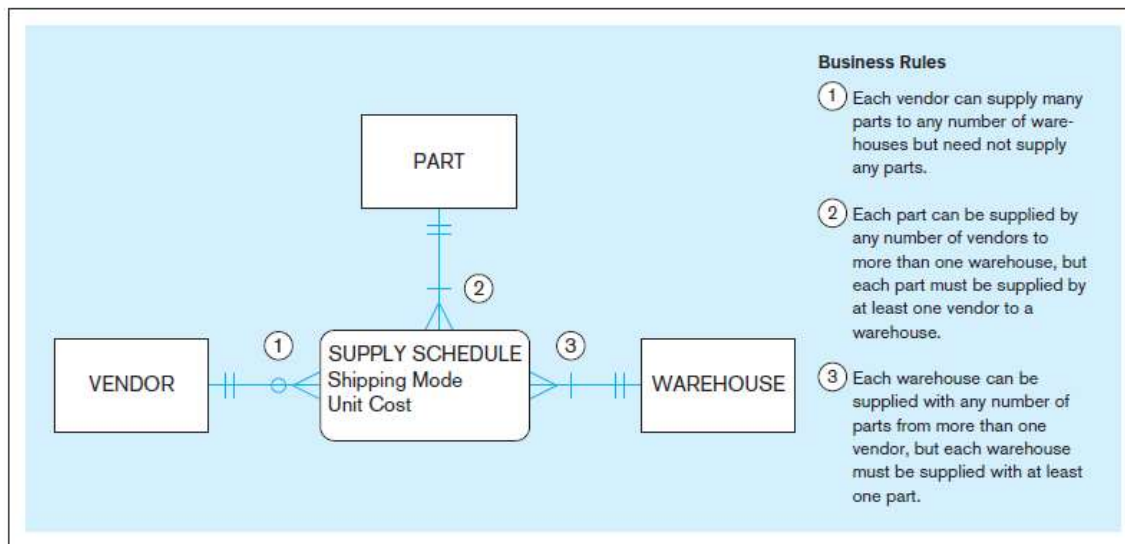 PART
2
1
3
VENDOR
SUPPLY SCHEDULE
Shipping Mode
Unit Cost
WAREHOUSE
Business Rules
1 Each vendor can supply many
parts to any number of ware-
houses but need not supply
any parts.
2 Each part can be supplied by
any number of vendors to
more than one warehouse, but
each part must be supplied by
at least one vendor to a
warehouse.
3 Each warehouse can be
supplied with any number of
parts from more than one
vendor, but each warehouse
must be supplied with at least
one part.